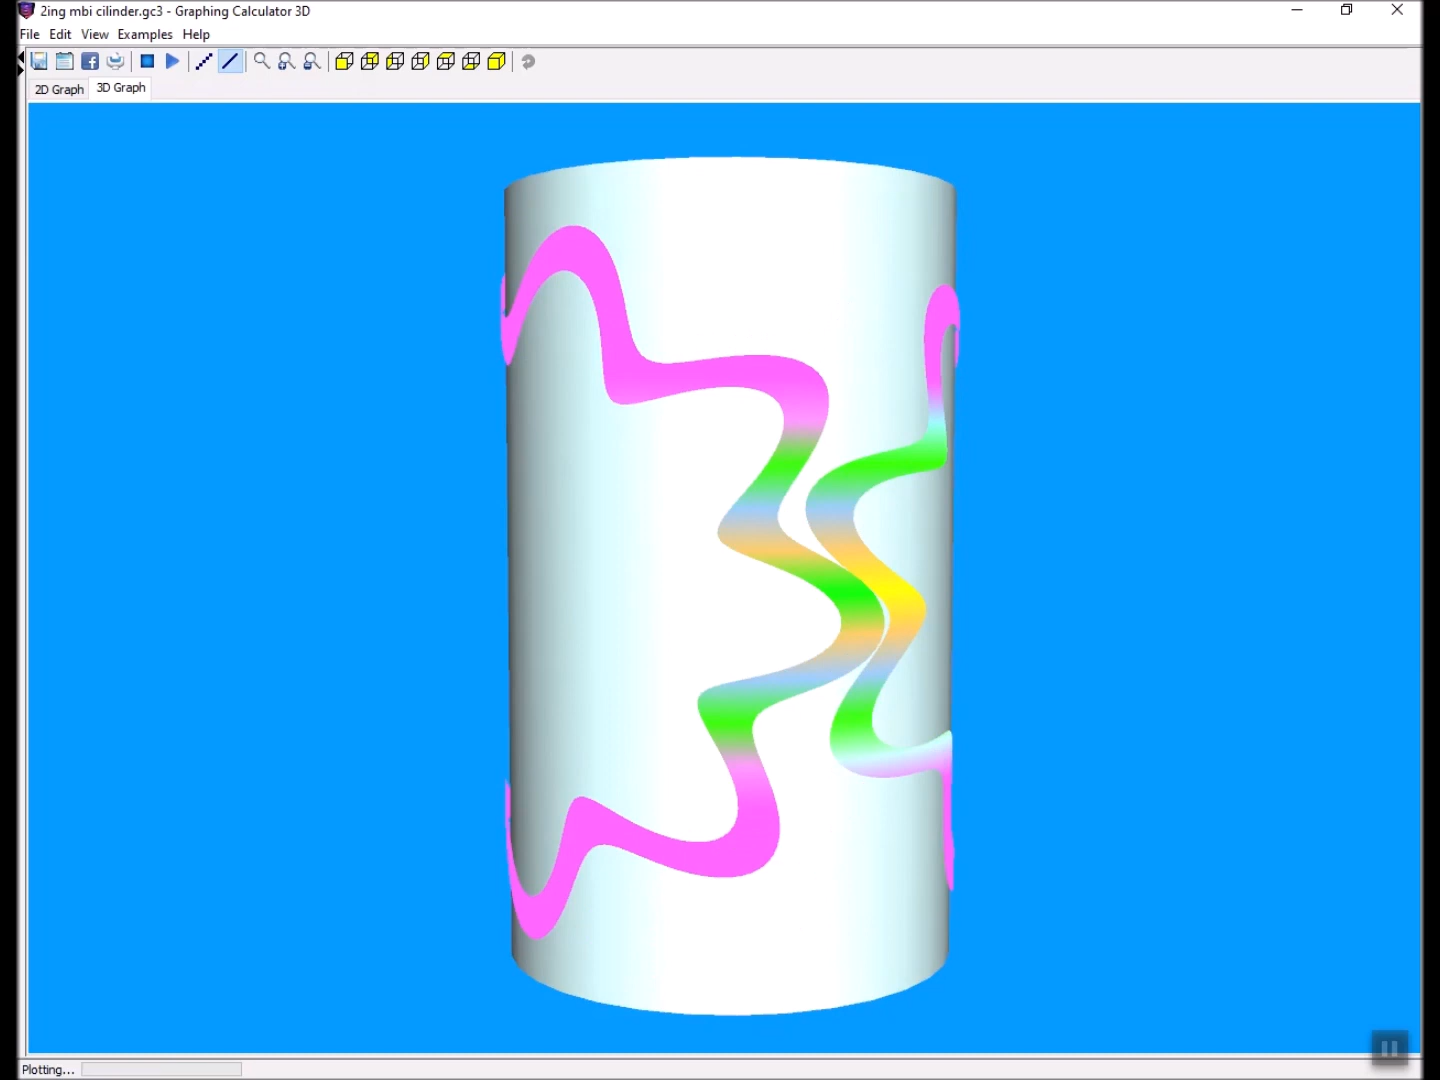 2ing mbi cilinder.gc3 - Graphing Calculator 3D
File Edit View Examples Help
2D Graph 3D Graph
Plotting...